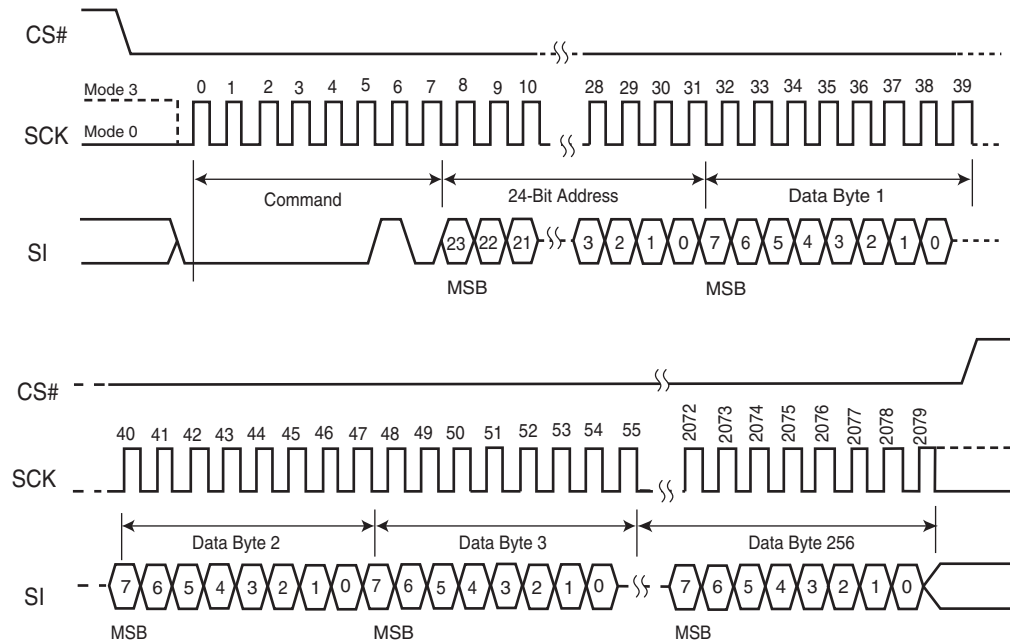 CS#
Mode 3
0 1 2 3 4 5 6 7 8 9 10 28 29 30 31 32 33 34 35 36 37 38 39
SCK
Mode 0
Command
24-Bit Address
Data Byte 1
SI
23 22 21 3 2 1 0 7 6 5 4 3 2 1 0
MSB
MSB
CS#
40 41 42 43 44 45 46 47 48 49 50 51 52 53 54 55 2072 2073 2074 2075 2076 2077 2078 2079
SCK
Data Byte 2
Data Byte 3
Data Byte 256
SI
7 6 5 4 3 2 1 0 7 6 5 4 3 2 1 0 7 6 5 4 3 2 1 0
MSB
MSB
MSB